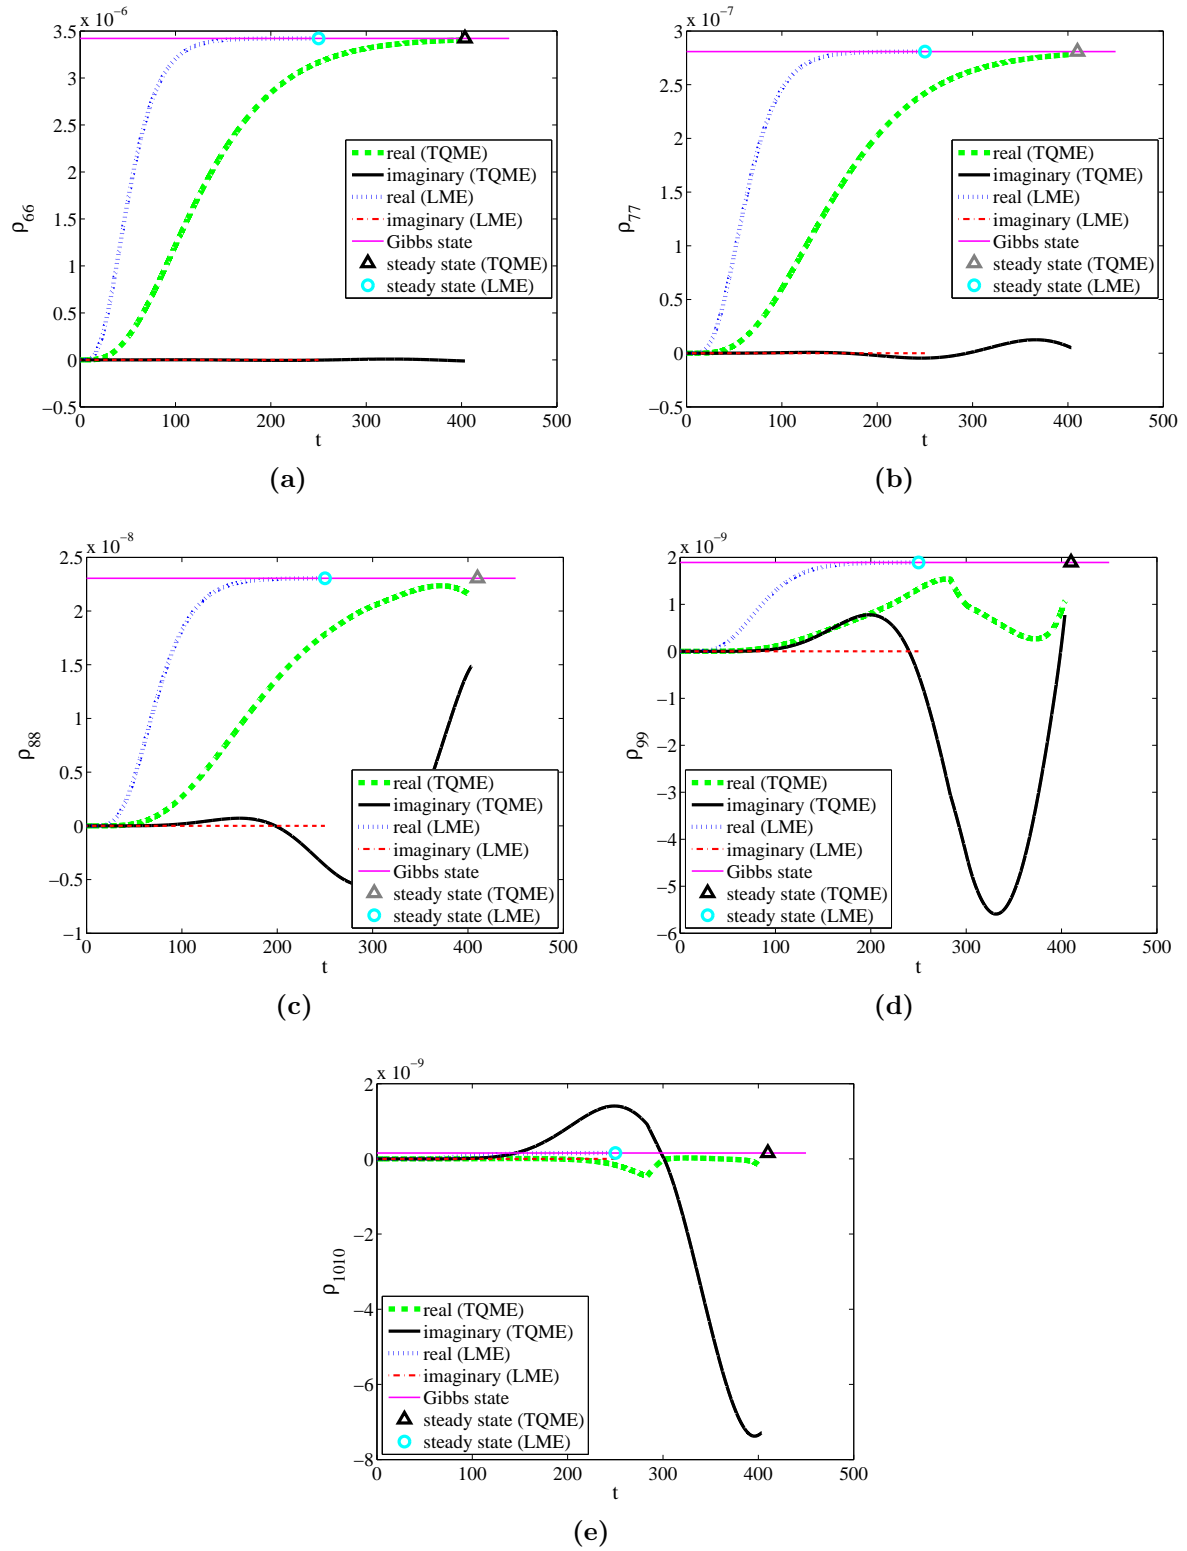 x 10⁻⁶
3.5
3
2.5
2
1.5
1
0.5
0
−0.5
ρ66
0 100 200 300 400 500
t
real (TQME)
imaginary (TQME)
real (LME)
imaginary (LME)
Gibbs state
steady state (TQME)
steady state (LME)
(a)
x 10⁻⁷
3
2.5
2
1.5
1
0.5
0
−0.5
ρ77
0 100 200 300 400 500
t
real (TQME)
imaginary (TQME)
real (LME)
imaginary (LME)
Gibbs state
steady state (TQME)
steady state (LME)
(b)
x 10⁻⁸
2.5
2
1.5
1
0.5
0
−0.5
−1
ρ88
0 100 200 300 400 500
t
real (TQME)
imaginary (TQME)
real (LME)
imaginary (LME)
Gibbs state
steady state (TQME)
steady state (LME)
(c)
x 10⁻⁹
2
1
0
−1
−2
−3
−4
−5
−6
ρ99
0 100 200 300 400 500
t
real (TQME)
imaginary (TQME)
real (LME)
imaginary (LME)
Gibbs state
steady state (TQME)
steady state (LME)
(d)
x 10⁻⁹
2
0
−2
−4
−6
−8
ρ1010
0 100 200 300 400 500
t
real (TQME)
imaginary (TQME)
real (LME)
imaginary (LME)
Gibbs state
steady state (TQME)
steady state (LME)
(e)